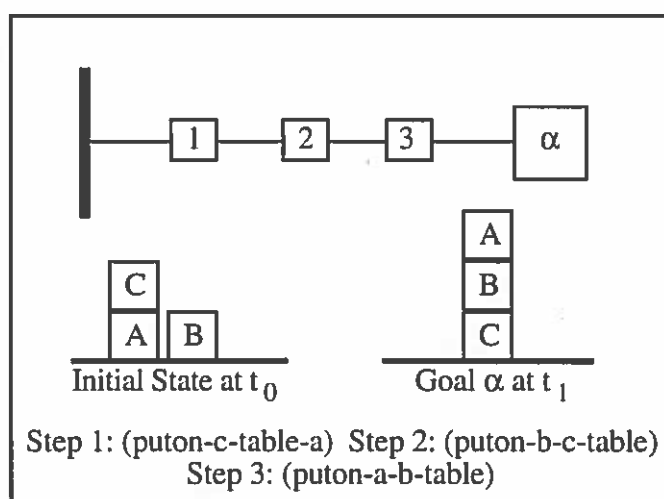 1 2 3 α
A
C B
A B C
Initial State at t0 Goal α at t1
Step 1: (puton-c-table-a) Step 2: (puton-b-c-table)
Step 3: (puton-a-b-table)